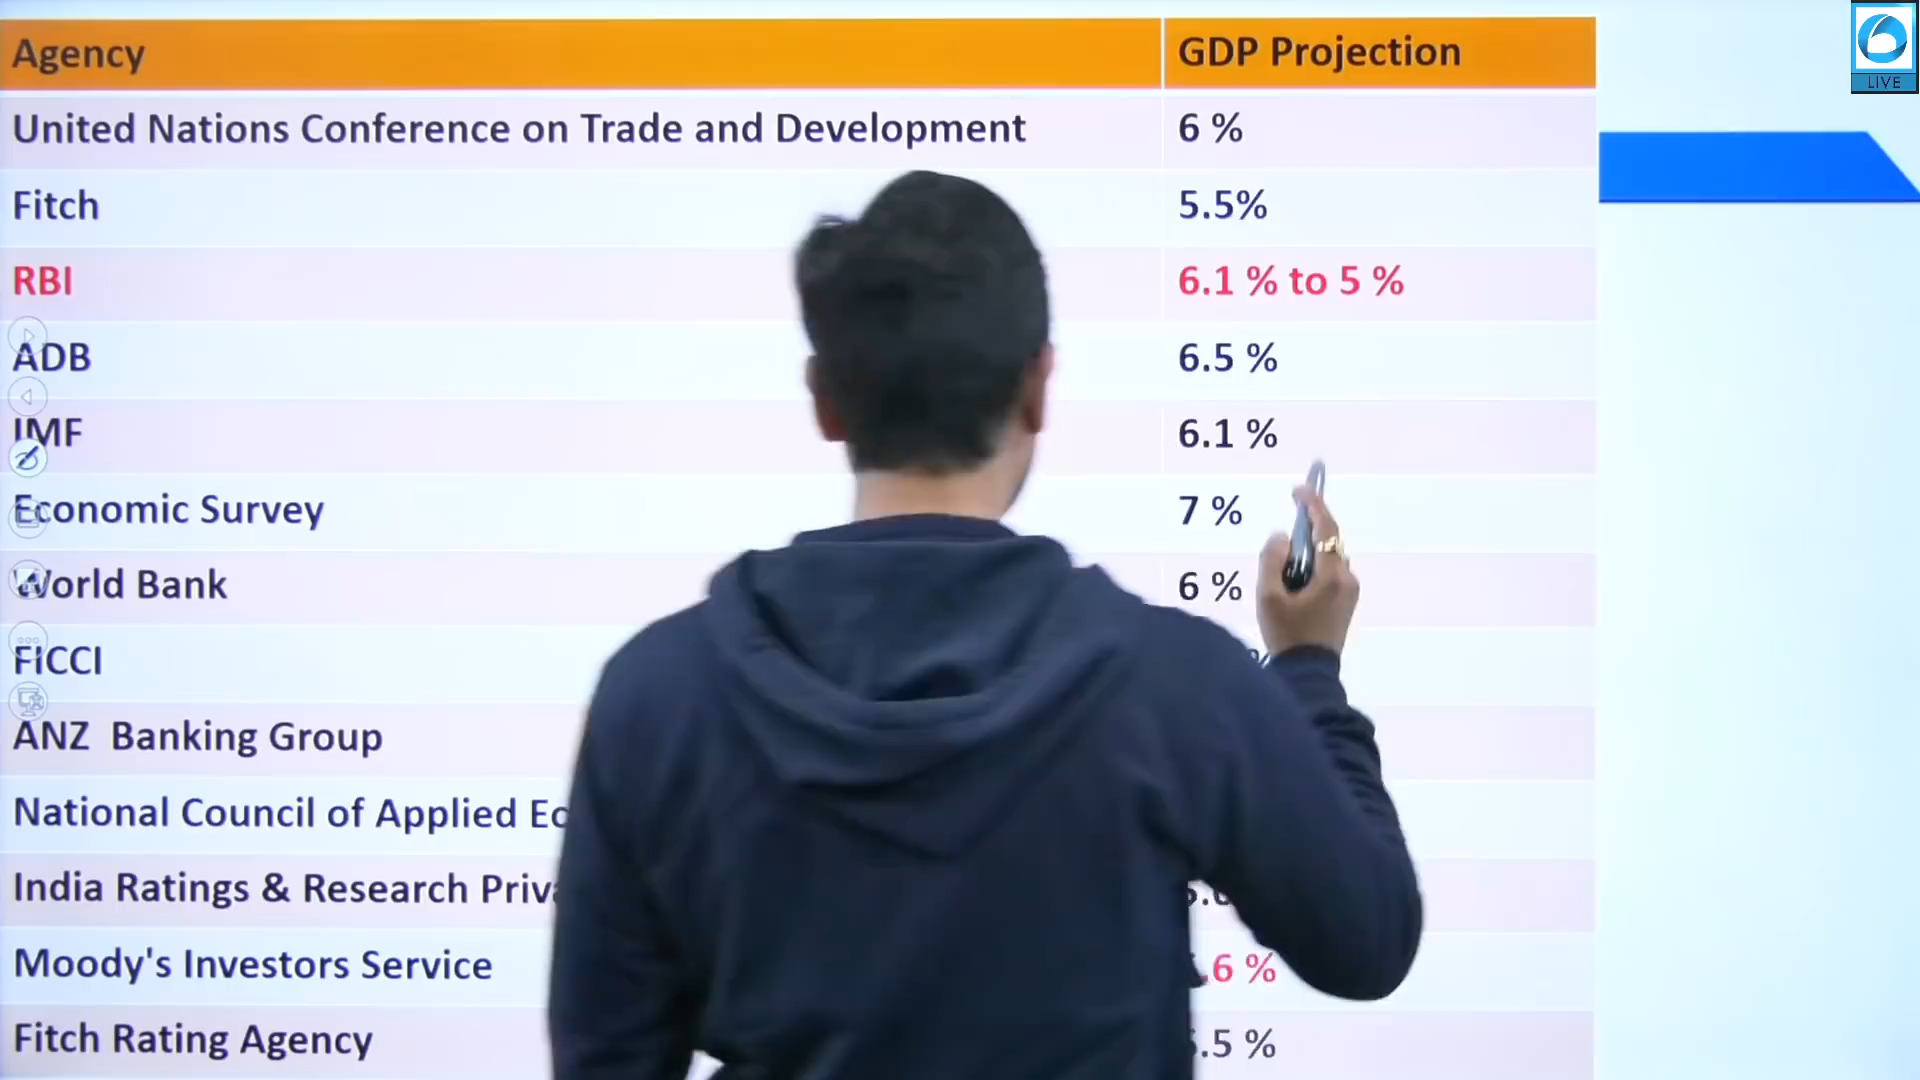 Agency GDP Projection
United Nations Conference on Trade and Development 6 %
Fitch 5.5%
RBI 6.1 % to 5 %
ADB 6.5 %
IMF 6.1 %
Economic Survey 7 %
World Bank 6 %
FICCI
ANZ Banking Group
National Council of Applied
India Ratings & Research
Moody's Investors Service .6 %
Fitch Rating Agency .5 %
LIVE